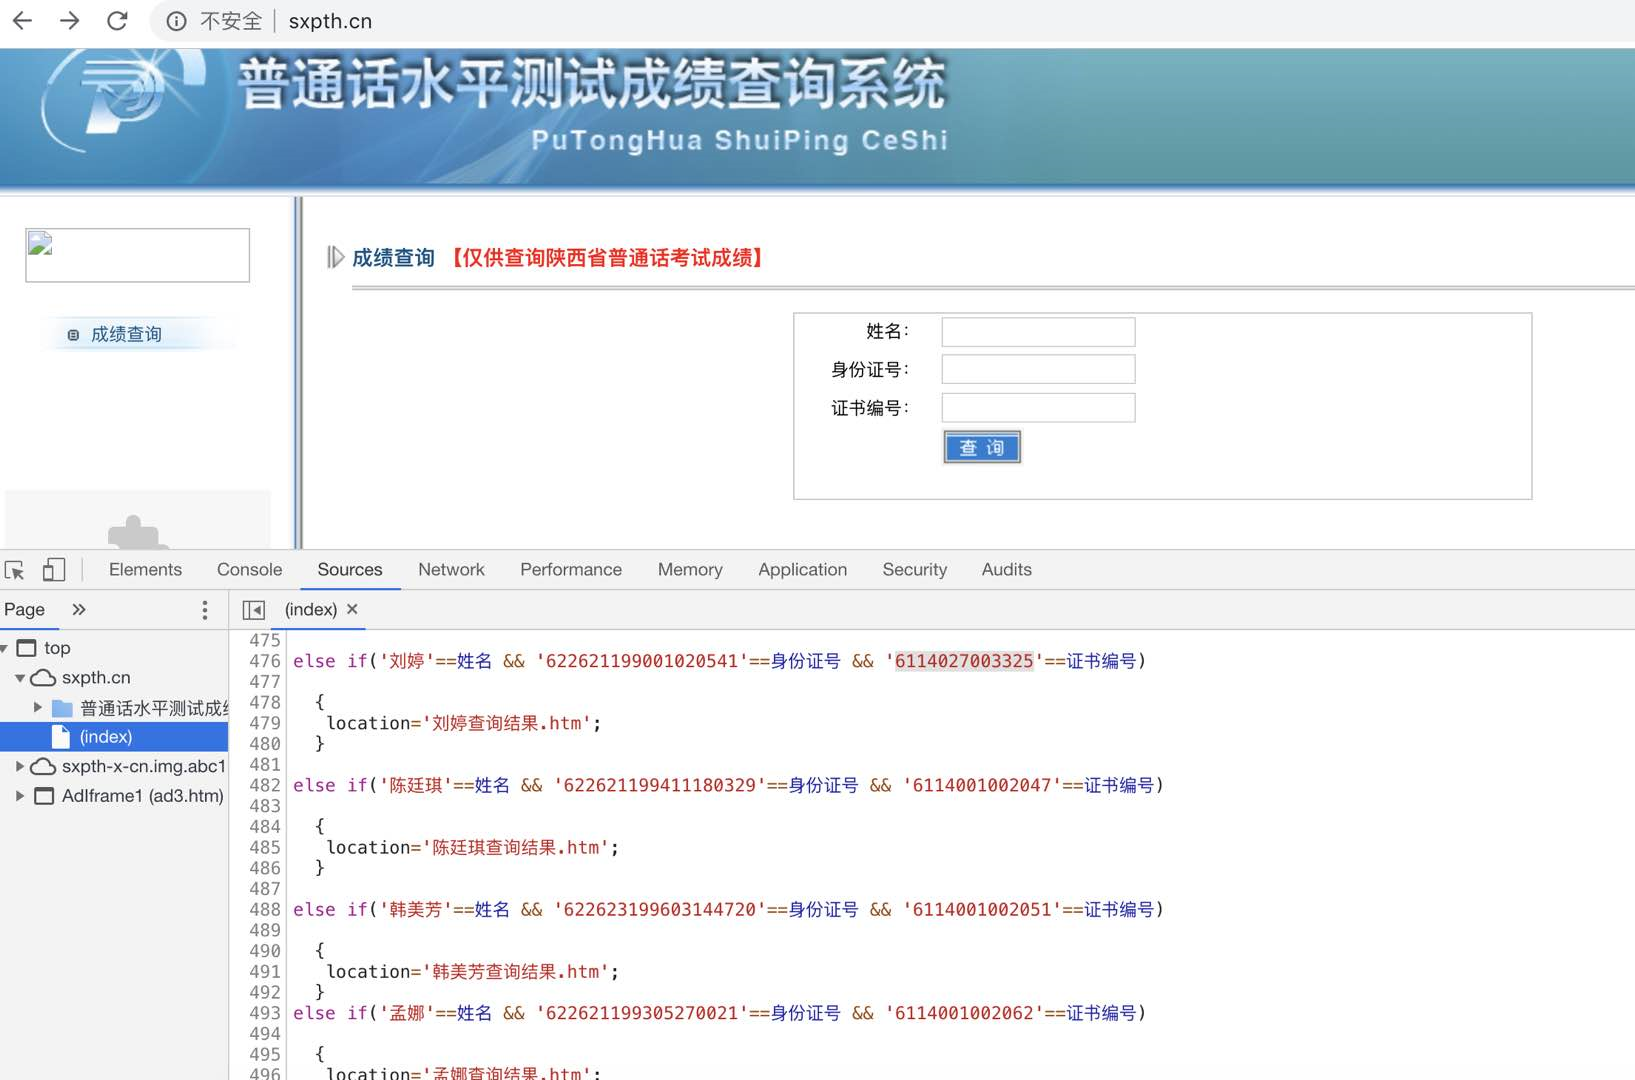 不安全 sxpth.cn
普通话水平测试成绩查询系统
PuTongHua ShuiPing CeShi
成绩查询 【仅供查询陕西省普通话考试成绩】
成绩查询
姓名：
身份证号：
证书编号：
查 询
Elements Console Sources Network Performance Memory Application Security Audits
Page » (index) ×
top
sxpth.cn
普通话水平测试成绩
(index)
sxpth-x-cn.img.abc1
AdIframe1 (ad3.htm)
475
476 else if('刘婷'==姓名 && '622621199001020541'==身份证号 && '6114027003325'==证书编号)
477
478 {
479 location='刘婷查询结果.htm';
480 }
481
482 else if('陈廷琪'==姓名 && '622621199411180329'==身份证号 && '6114001002047'==证书编号)
483
484 {
485 location='陈廷琪查询结果.htm';
486 }
487
488 else if('韩美芳'==姓名 && '622623199603144720'==身份证号 && '6114001002051'==证书编号)
489
490 {
491 location='韩美芳查询结果.htm';
492 }
493 else if('孟娜'==姓名 && '622621199305270021'==身份证号 && '6114001002062'==证书编号)
494
495 {
496 location='孟娜查询结果.htm';